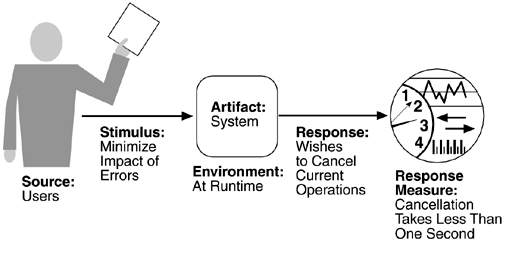 Source:
Users
Stimulus:
Minimize
Impact of
Errors
Artifact:
System
Environment:
At Runtime
Response:
Wishes
to Cancel
Current
Operations
1
2
3
4
Response
Measure:
Cancellation
Takes Less Than
One Second